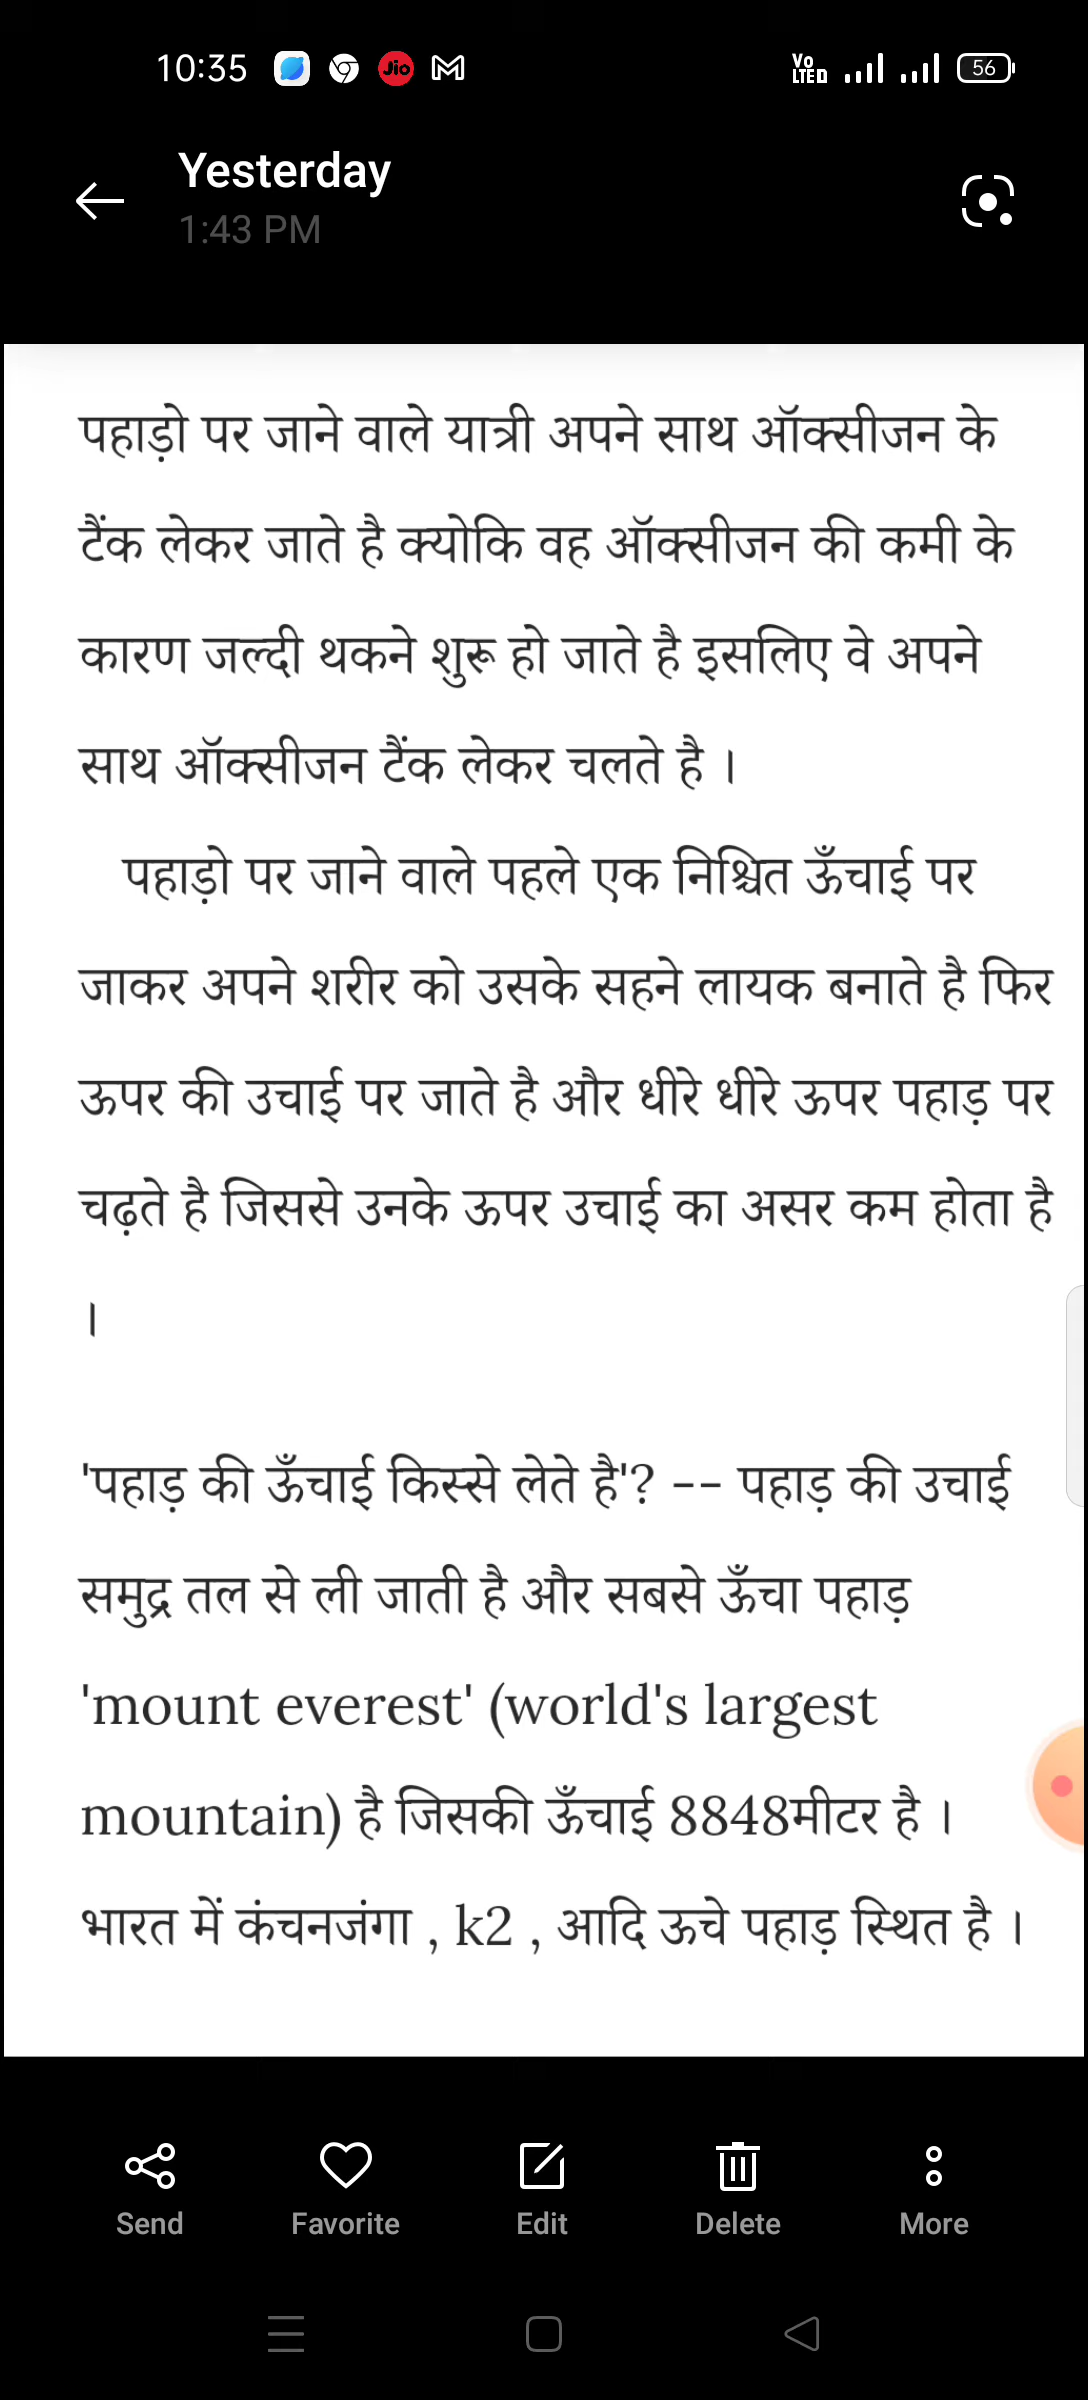 10:35 Jio Vo LTE D 56
Yesterday
1:43 PM
पहाड़ो पर जाने वाले यात्री अपने साथ ऑक्सीजन के
टैंक लेकर जाते है क्योकि वह ऑक्सीजन की कमी के
कारण जल्दी थकने शुरू हो जाते है इसलिए वे अपने
साथ ऑक्सीजन टैंक लेकर चलते है ।
पहाड़ो पर जाने वाले पहले एक निश्चित ऊँचाई पर
जाकर अपने शरीर को उसके सहने लायक बनाते है फिर
ऊपर की उचाई पर जाते है और धीरे धीरे ऊपर पहाड़ पर
चढ़ते है जिससे उनके ऊपर उचाई का असर कम होता है
।
'पहाड़ की ऊँचाई किस्से लेते है'? -- पहाड़ की उचाई
समुद्र तल से ली जाती है और सबसे ऊँचा पहाड़
'mount everest' (world's largest
mountain) है जिसकी ऊँचाई 8848मीटर है ।
भारत में कंचनजंगा , k2 , आदि ऊचे पहाड़ स्थित है ।
Send Favorite Edit Delete More